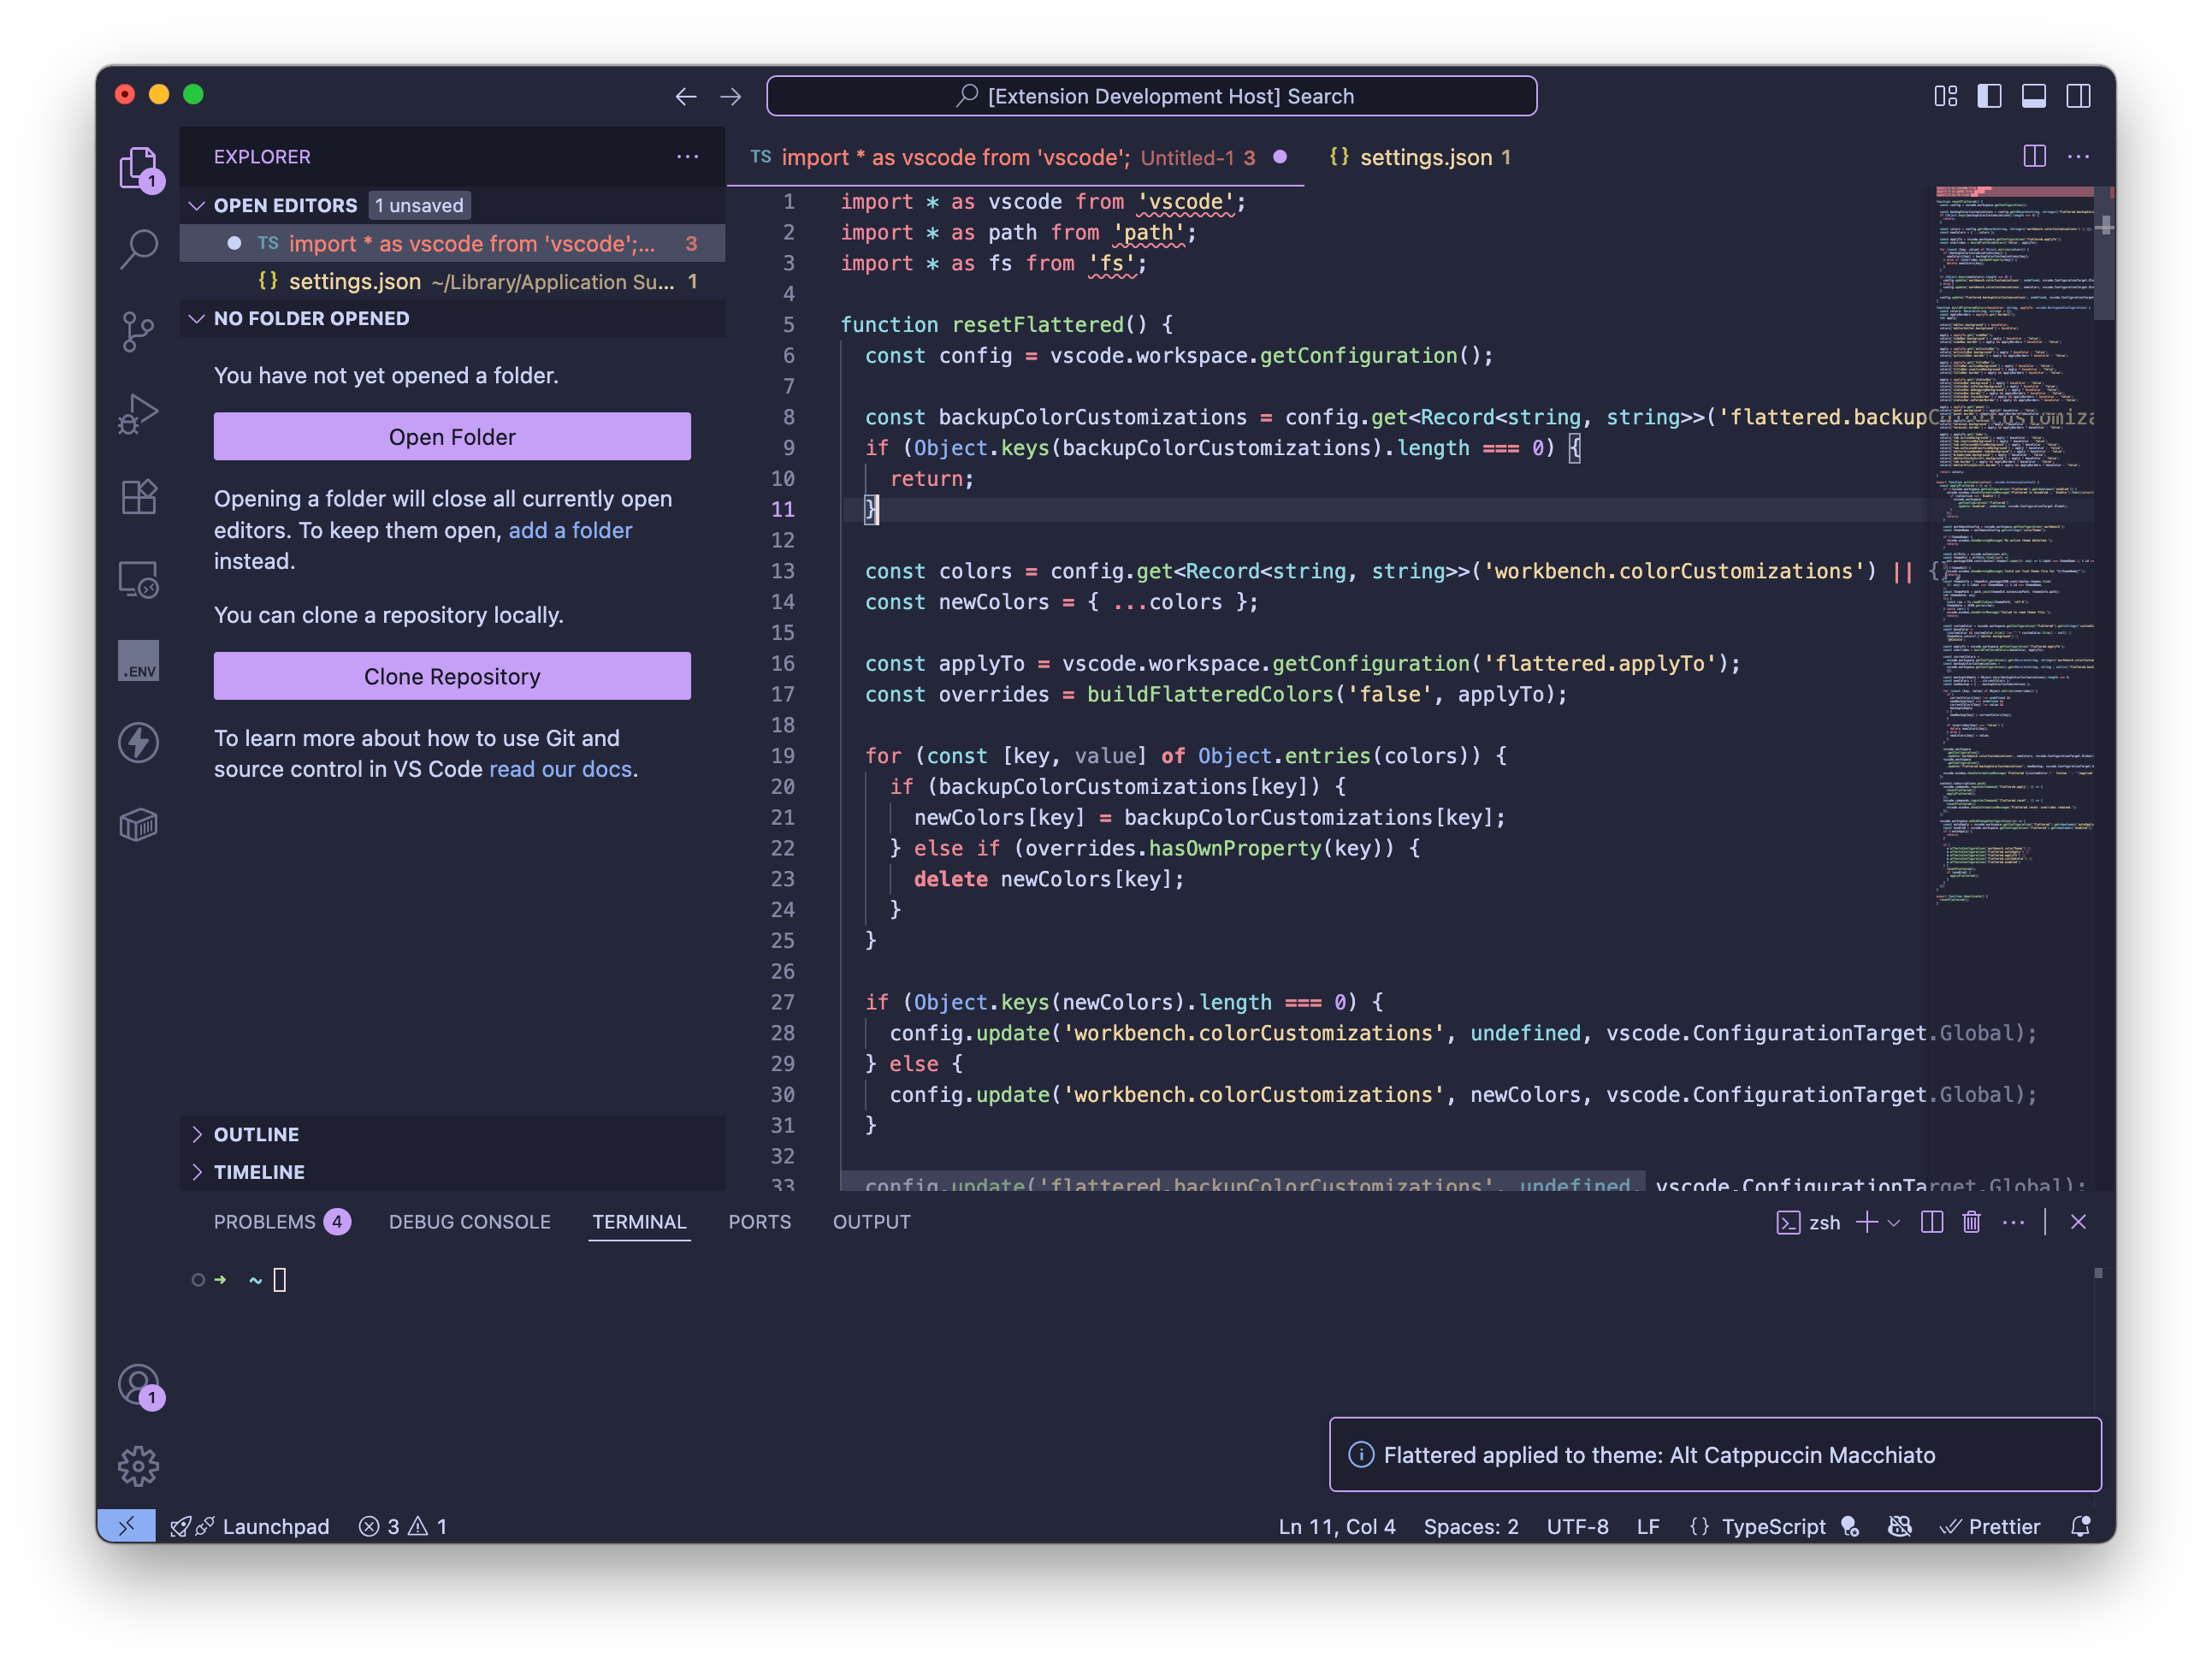 [Extension Development Host] Search
EXPLORER
OPEN EDITORS 1 unsaved
TS import * as vscode from 'vscode';... 3
{} settings.json ~/Library/Application Su... 1
NO FOLDER OPENED
You have not yet opened a folder.
Open Folder
Opening a folder will close all currently open
editors. To keep them open, add a folder
instead.
You can clone a repository locally.
Clone Repository
To learn more about how to use Git and
source control in VS Code read our docs.
OUTLINE
TIMELINE
1
.ENV
1
TS import * as vscode from 'vscode'; Untitled-1 3
{} settings.json 1
1 import * as vscode from 'vscode';
2 import * as path from 'path';
3 import * as fs from 'fs';
4
5 function resetFlattered() {
6 const config = vscode.workspace.getConfiguration();
7
8 const backupColorCustomizations = config.get<Record<string, string>>('flattered.backupColorCustomiza
9 if (Object.keys(backupColorCustomizations).length === 0) {
10 return;
11 }
12
13 const colors = config.get<Record<string, string>>('workbench.colorCustomizations') || {};
14 const newColors = { ...colors };
15
16 const applyTo = vscode.workspace.getConfiguration('flattered.applyTo');
17 const overrides = buildFlatteredColors('false', applyTo);
18
19 for (const [key, value] of Object.entries(colors)) {
20 if (backupColorCustomizations[key]) {
21 newColors[key] = backupColorCustomizations[key];
22 } else if (overrides.hasOwnProperty(key)) {
23 delete newColors[key];
24 }
25 }
26
27 if (Object.keys(newColors).length === 0) {
28 config.update('workbench.colorCustomizations', undefined, vscode.ConfigurationTarget.Global);
29 } else {
30 config.update('workbench.colorCustomizations', newColors, vscode.ConfigurationTarget.Global);
31 }
32
33 config.update('flattered.backupColorCustomizations', undefined, vscode.ConfigurationTarget.Global);
PROBLEMS 4 DEBUG CONSOLE TERMINAL PORTS OUTPUT
zsh
➜ ~
Flattered applied to theme: Alt Catppuccin Macchiato
Launchpad 3 1
Ln 11, Col 4 Spaces: 2 UTF-8 LF {} TypeScript Prettier